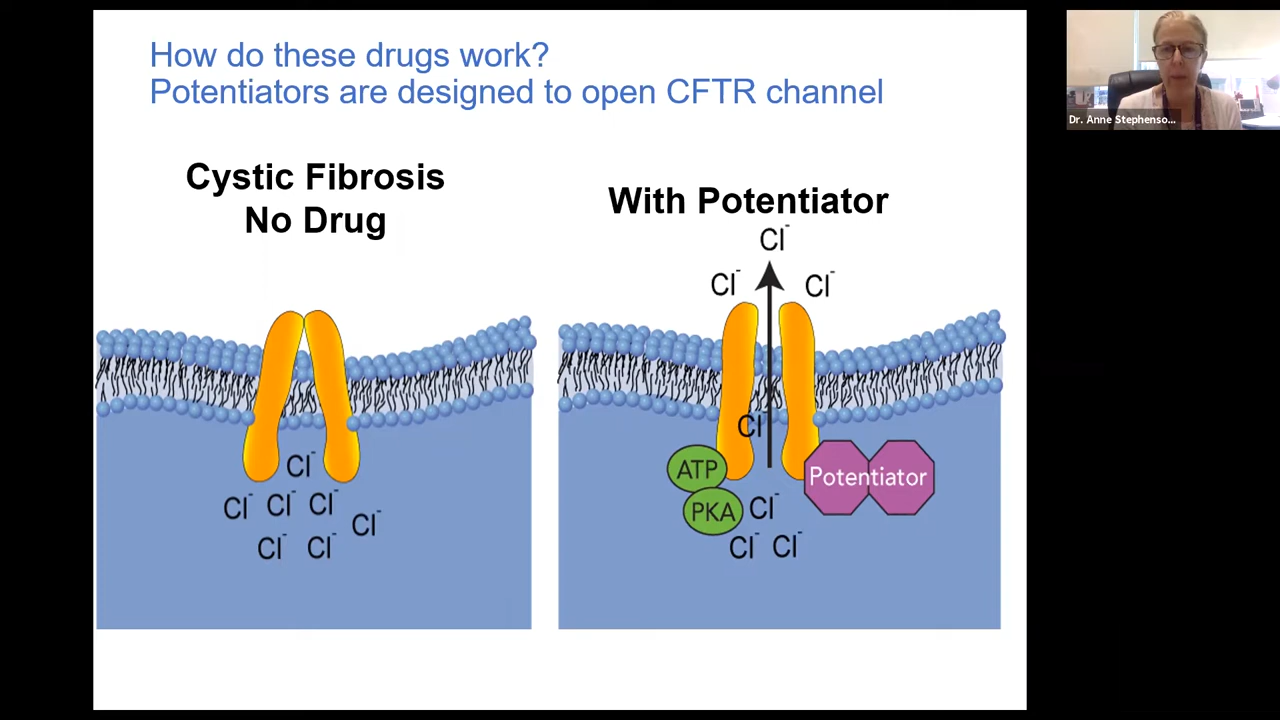 How do these drugs work?
Potentiators are designed to open CFTR channel
Dr. Anne Stephenso...
Cystic Fibrosis
No Drug
With Potentiator
Cl⁻
Cl⁻ Cl⁻
Cl⁻
Cl⁻
Cl⁻ Cl⁻ Cl⁻
Cl⁻
Cl⁻ Cl⁻
ATP
PKA
Potentiator
Cl⁻
Cl⁻ Cl⁻